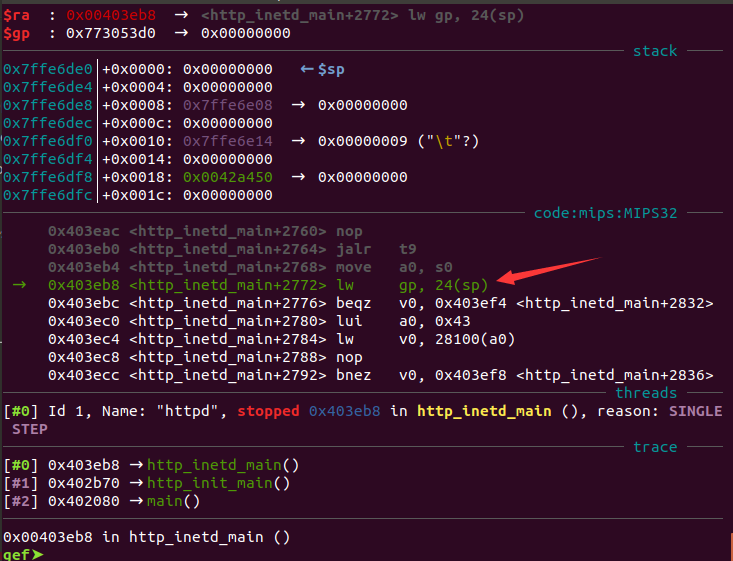 $ra  : 0x00403eb8  →  <http_inetd_main+2772> lw gp, 24(sp)
$gp  : 0x773053d0  →  0x00000000
stack
0x7ffe6de0│+0x0000: 0x00000000   ←$sp
0x7ffe6de4│+0x0004: 0x00000000
0x7ffe6de8│+0x0008: 0x7ffe6e08  →  0x00000000
0x7ffe6dec│+0x000c: 0x00000000
0x7ffe6df0│+0x0010: 0x7ffe6e14  →  0x00000009 ("\t"?)
0x7ffe6df4│+0x0014: 0x00000000
0x7ffe6df8│+0x0018: 0x0042a450  →  0x00000000
0x7ffe6dfc│+0x001c: 0x00000000
code:mips:MIPS32
0x403eac <http_inetd_main+2760> nop
0x403eb0 <http_inetd_main+2764> jalr   t9
0x403eb4 <http_inetd_main+2768> move   a0, s0
→  0x403eb8 <http_inetd_main+2772> lw     gp, 24(sp)
0x403ebc <http_inetd_main+2776> beqz   v0, 0x403ef4 <http_inetd_main+2832>
0x403ec0 <http_inetd_main+2780> lui    a0, 0x43
0x403ec4 <http_inetd_main+2784> lw     v0, 28100(a0)
0x403ec8 <http_inetd_main+2788> nop
0x403ecc <http_inetd_main+2792> bnez   v0, 0x403ef8 <http_inetd_main+2836>
threads
[#0] Id 1, Name: "httpd", stopped 0x403eb8 in http_inetd_main (), reason: SINGLE
STEP
trace
[#0] 0x403eb8 →http_inetd_main()
[#1] 0x402b70 →http_init_main()
[#2] 0x402080 →main()
0x00403eb8 in http_inetd_main ()
gef➤